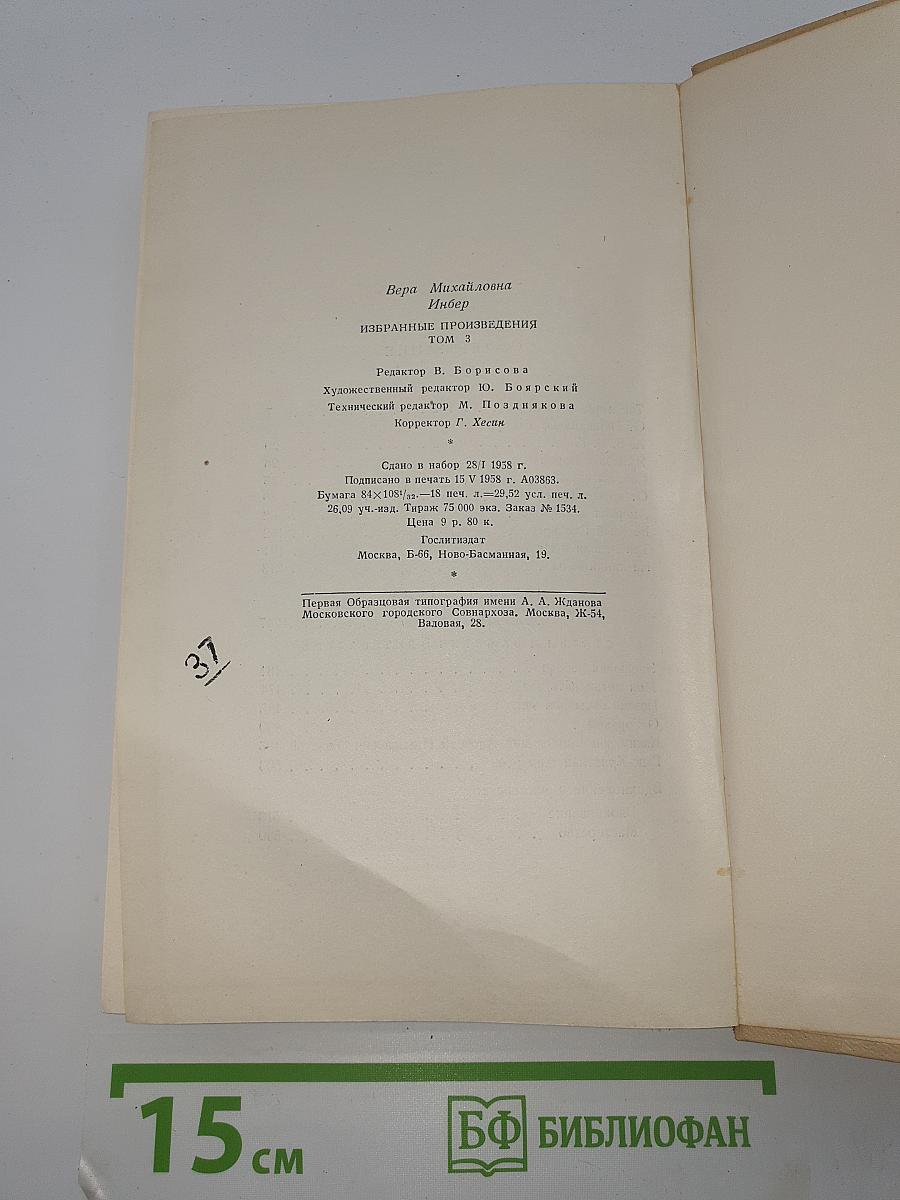 Вера Михайловна
Инбер
ИЗБРАННЫЕ ПРОИЗВЕДЕНИЯ
ТОМ 3
Редактор В. Борисова
Художественный редактор Ю. Боярский
Технический редактор М. Позднякова
Корректор Г. Хесин
*
Сдано в набор 28/I 1958 г.
Подписано в печать 15 V 1958 г. А03863.
Бумага 84×108¹/₃₂.—18 печ. л.=29,52 усл. печ. л.
26,09 уч.-изд. Тираж 75 000 экз. Заказ № 1534.
Цена 9 р. 80 к.
Гослитиздат
Москва, Б-66, Ново-Басманная, 19.
*
Первая Образцовая типография имени А. А. Жданова
Московского городского Совнархоза. Москва, Ж-54,
Валовая, 28.
37
15 см
БФ БИБЛИОФАН